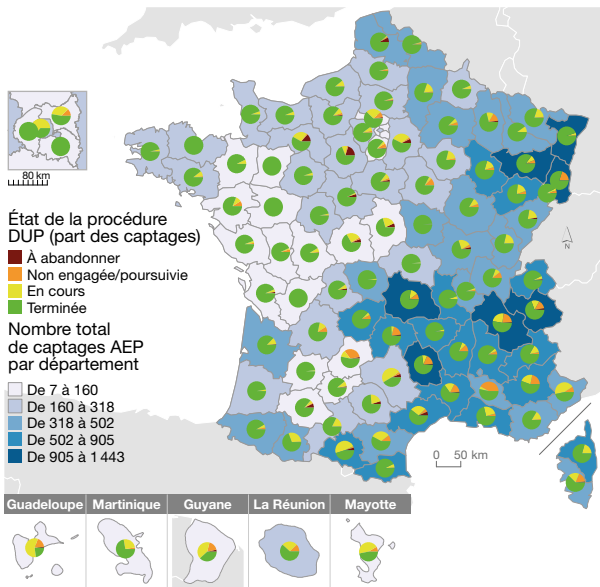 80 km
État de la procédure
DUP (part des captages)
À abandonner
Non engagée/poursuivie
En cours
Terminée
Nombre total
de captages AEP
par département
De 7 à 160
De 160 à 318
De 318 à 502
De 502 à 905
De 905 à 1 443
N
0 50 km
Guadeloupe Martinique Guyane La Réunion Mayotte